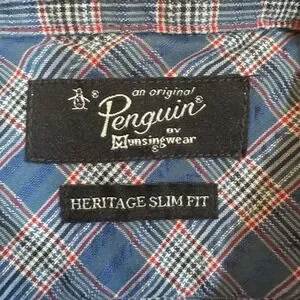 an original
Penguin®
BY
Munsingwear
HERITAGE SLIM FIT